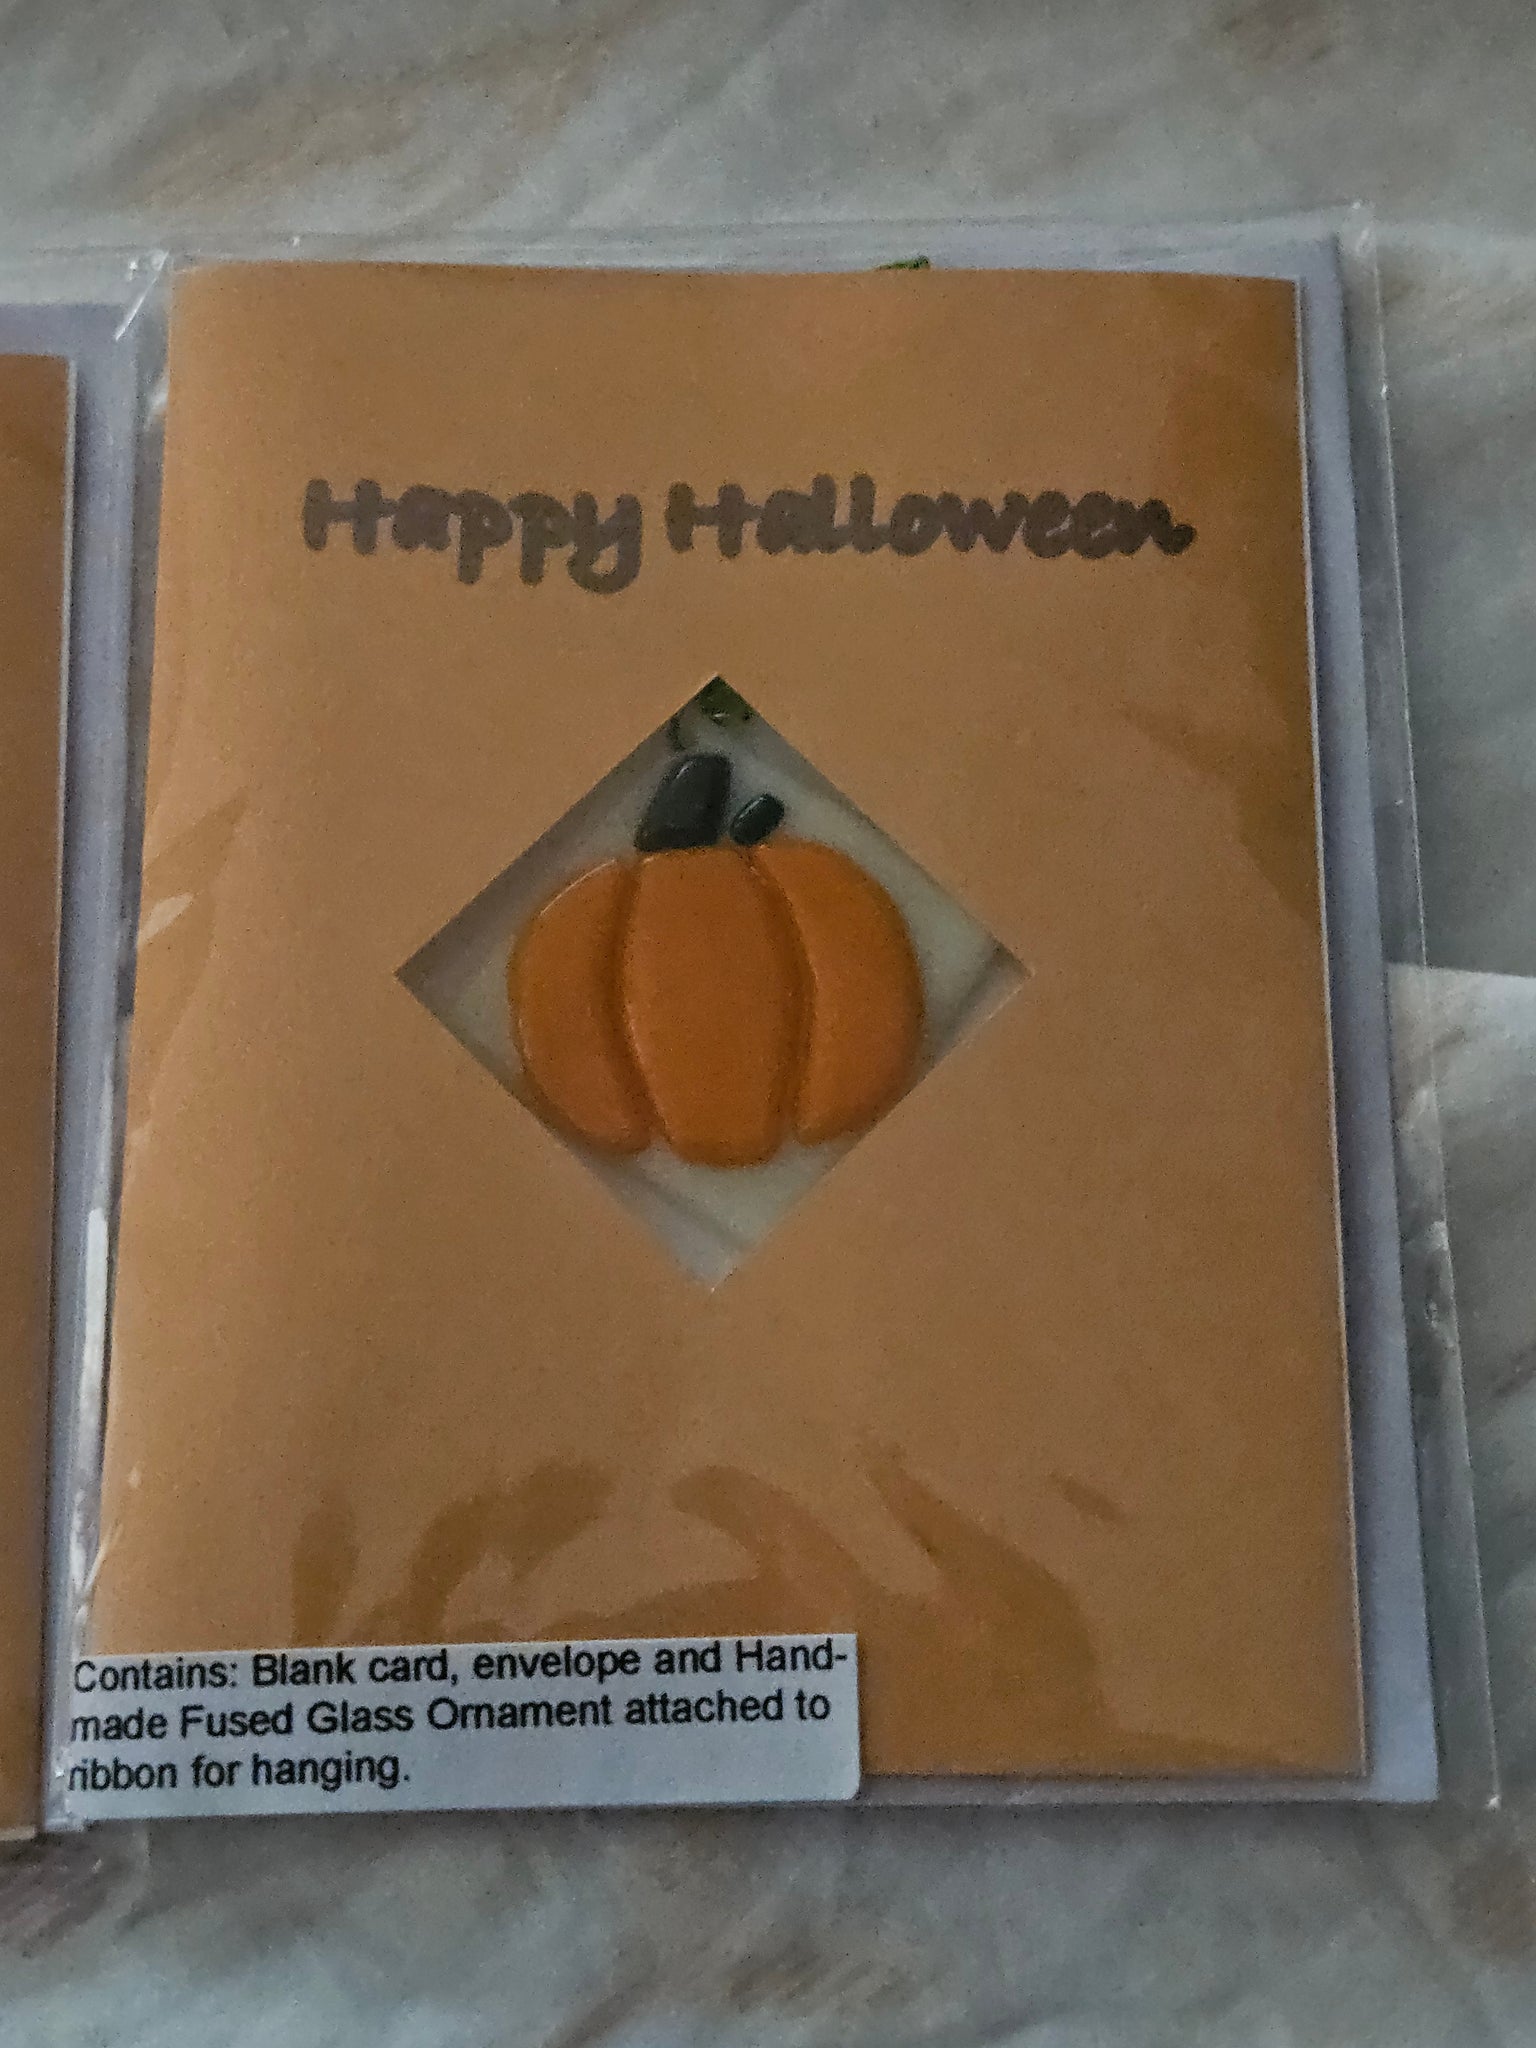 Happy Halloween
Contains: Blank card, envelope and Hand-
made Fused Glass Ornament attached to
ribbon for hanging.